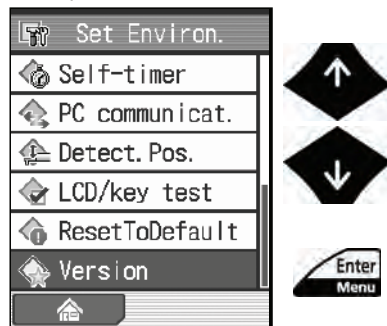 Set Environ.
Self-timer
PC communicat.
Detect. Pos.
LCD/key test
ResetToDefault
Version
Enter
Menu